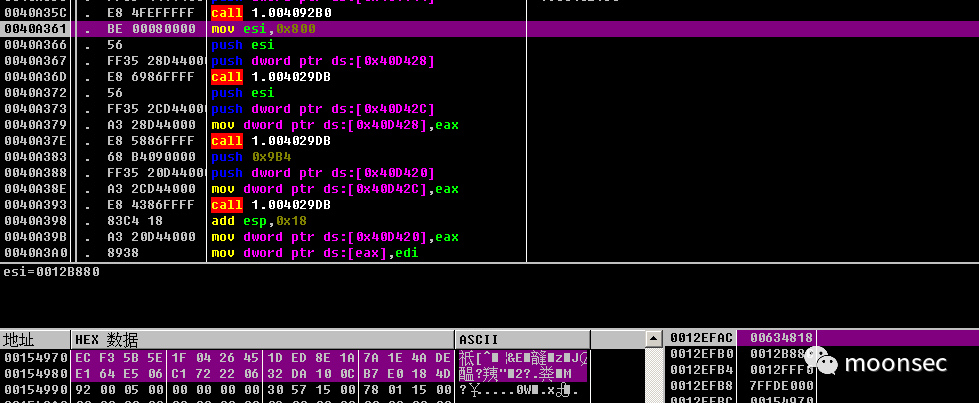 0040A35C . E8 4FEFFFFF call 1.004092B0
0040A361 . BE 00080000 mov esi,0x800
0040A366 . 56 push esi
0040A367 . FF35 28D44000 push dword ptr ds:[0x40D428]
0040A36D . E8 6986FFFF call 1.004029DB
0040A372 . 56 push esi
0040A373 . FF35 2CD44000 push dword ptr ds:[0x40D42C]
0040A379 . A3 28D44000 mov dword ptr ds:[0x40D428],eax
0040A37E . E8 5886FFFF call 1.004029DB
0040A383 . 68 B4090000 push 0x9B4
0040A388 . FF35 20D44000 push dword ptr ds:[0x40D420]
0040A38E . A3 2CD44000 mov dword ptr ds:[0x40D42C],eax
0040A393 . E8 4386FFFF call 1.004029DB
0040A398 . 83C4 18 add esp,0x18
0040A39B . A3 20D44000 mov dword ptr ds:[0x40D420],eax
0040A3A0 . 8938 mov dword ptr ds:[eax],edi
esi=0012B880
地址 HEX 数据 ASCII
00154970 EC F3 5B 5E 1F 04 26 45 1D ED 8E 1A 7A 1E 4A DE
00154980 E1 64 E5 06 C1 72 22 06 32 DA 10 0C B7 E0 18 4D
00154990 92 00 05 00 00 00 00 00 30 57 15 00 78 01 15 00
0012EFAC 00634818
0012EFB0 0012B88
0012EFB4 0012FFF0
0012EFB8 7FFDE000
0012EFBC 00154970
moonsec